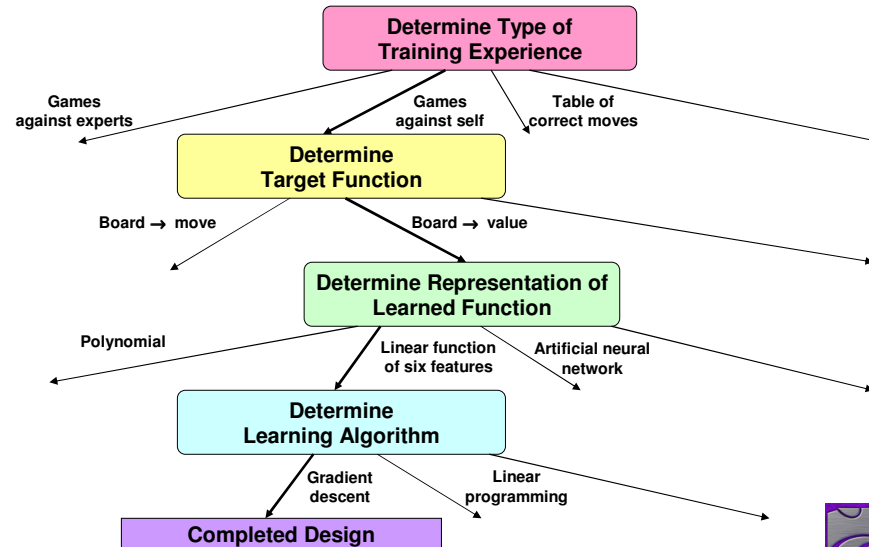 Determine Type of
Training Experience
Games
against experts
Games
against self
Table of
correct moves
Determine
Target Function
Board → move
Board → value
Determine Representation of
Learned Function
Polynomial
Linear function
of six features
Artificial neural
network
Determine
Learning Algorithm
Gradient
descent
Linear
programming
Completed Design